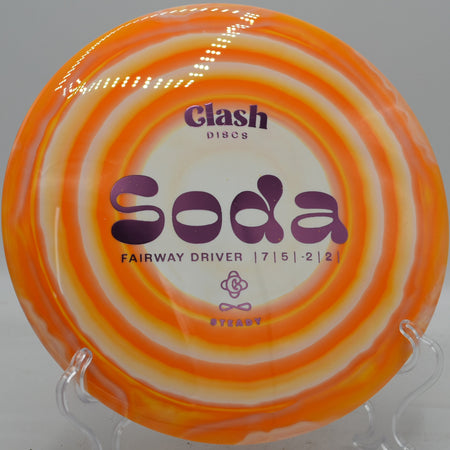 Clash
DISCS
Soda
FAIRWAY DRIVER |7|5|-2|2|
K
STEADY